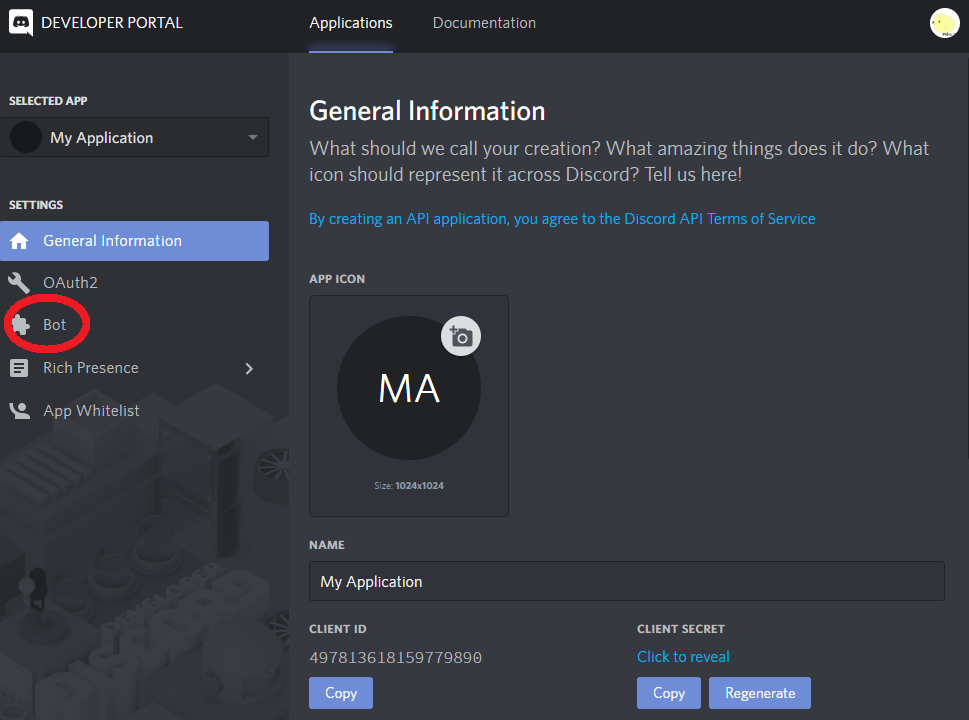 DEVELOPER PORTAL
Applications
Documentation
SELECTED APP
My Application
SETTINGS
General Information
OAuth2
Bot
Rich Presence
App Whitelist
General Information
What should we call your creation? What amazing things does it do? What
icon should represent it across Discord? Tell us here!
By creating an API application, you agree to the Discord API Terms of Service
APP ICON
MA
Size: 1024x1024
NAME
My Application
CLIENT ID
CLIENT SECRET
497813618159779890
Click to reveal
Copy
Copy
Regenerate